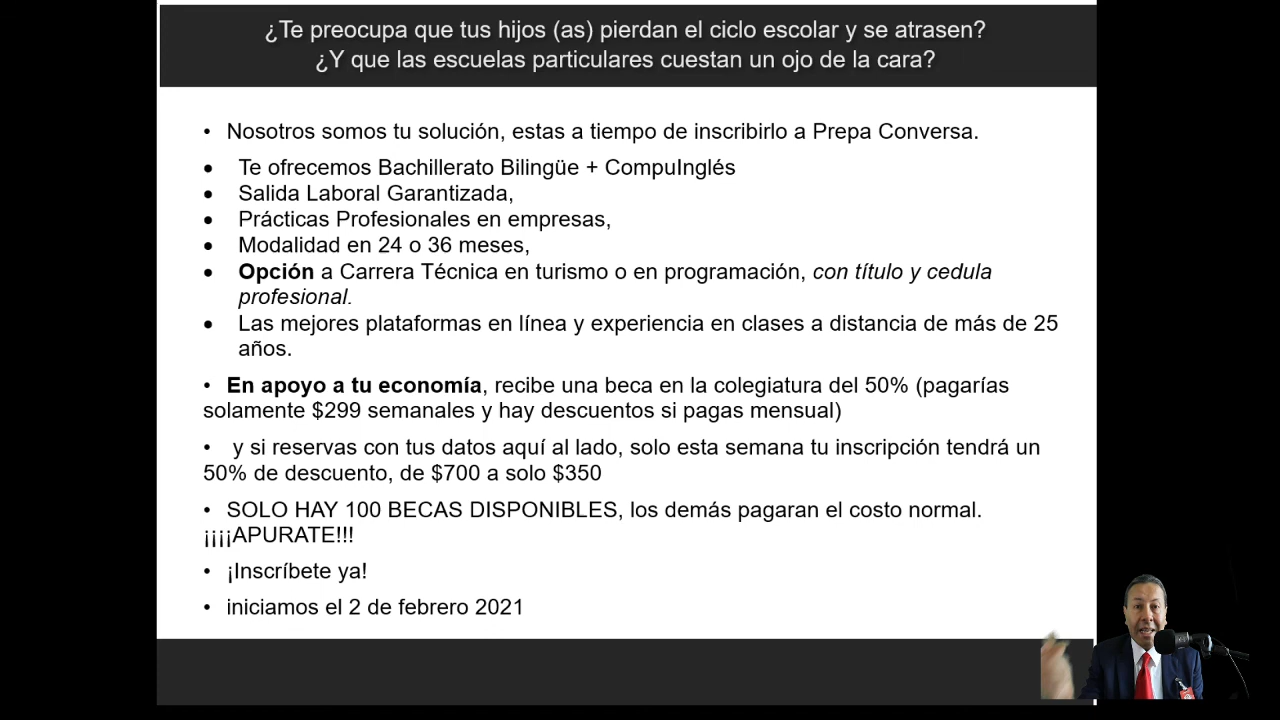 ¿Te preocupa que tus hijos (as) pierdan el ciclo escolar y se atrasen?
¿Y que las escuelas particulares cuestan un ojo de la cara?
• Nosotros somos tu solución, estas a tiempo de inscribirlo a Prepa Conversa.
• Te ofrecemos Bachillerato Bilingüe + CompuInglés
• Salida Laboral Garantizada,
• Prácticas Profesionales en empresas,
• Modalidad en 24 o 36 meses,
• Opción a Carrera Técnica en turismo o en programación, con título y cedula
profesional.
• Las mejores plataformas en línea y experiencia en clases a distancia de más de 25
años.
• En apoyo a tu economía, recibe una beca en la colegiatura del 50% (pagarías
solamente $299 semanales y hay descuentos si pagas mensual)
• y si reservas con tus datos aquí al lado, solo esta semana tu inscripción tendrá un
50% de descuento, de $700 a solo $350
• SOLO HAY 100 BECAS DISPONIBLES, los demás pagaran el costo normal.
¡¡¡¡APURATE!!!
• ¡Inscríbete ya!
• iniciamos el 2 de febrero 2021